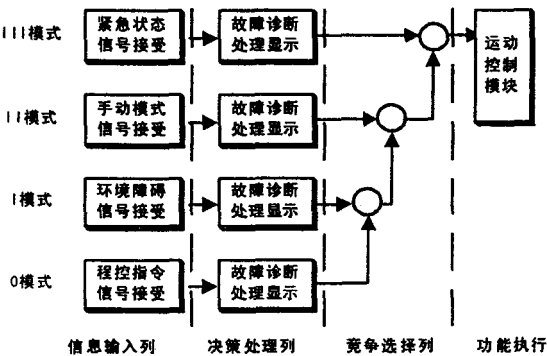 III模式
紧急状态
信号接受
故障诊断
处理显示
运动
控制
模块
II模式
手动模式
信号接受
故障诊断
处理显示
I模式
环境障碍
信号接受
故障诊断
处理显示
0模式
程控指令
信号接受
故障诊断
处理显示
信息输入列
决策处理列
竞争选择列
功能执行